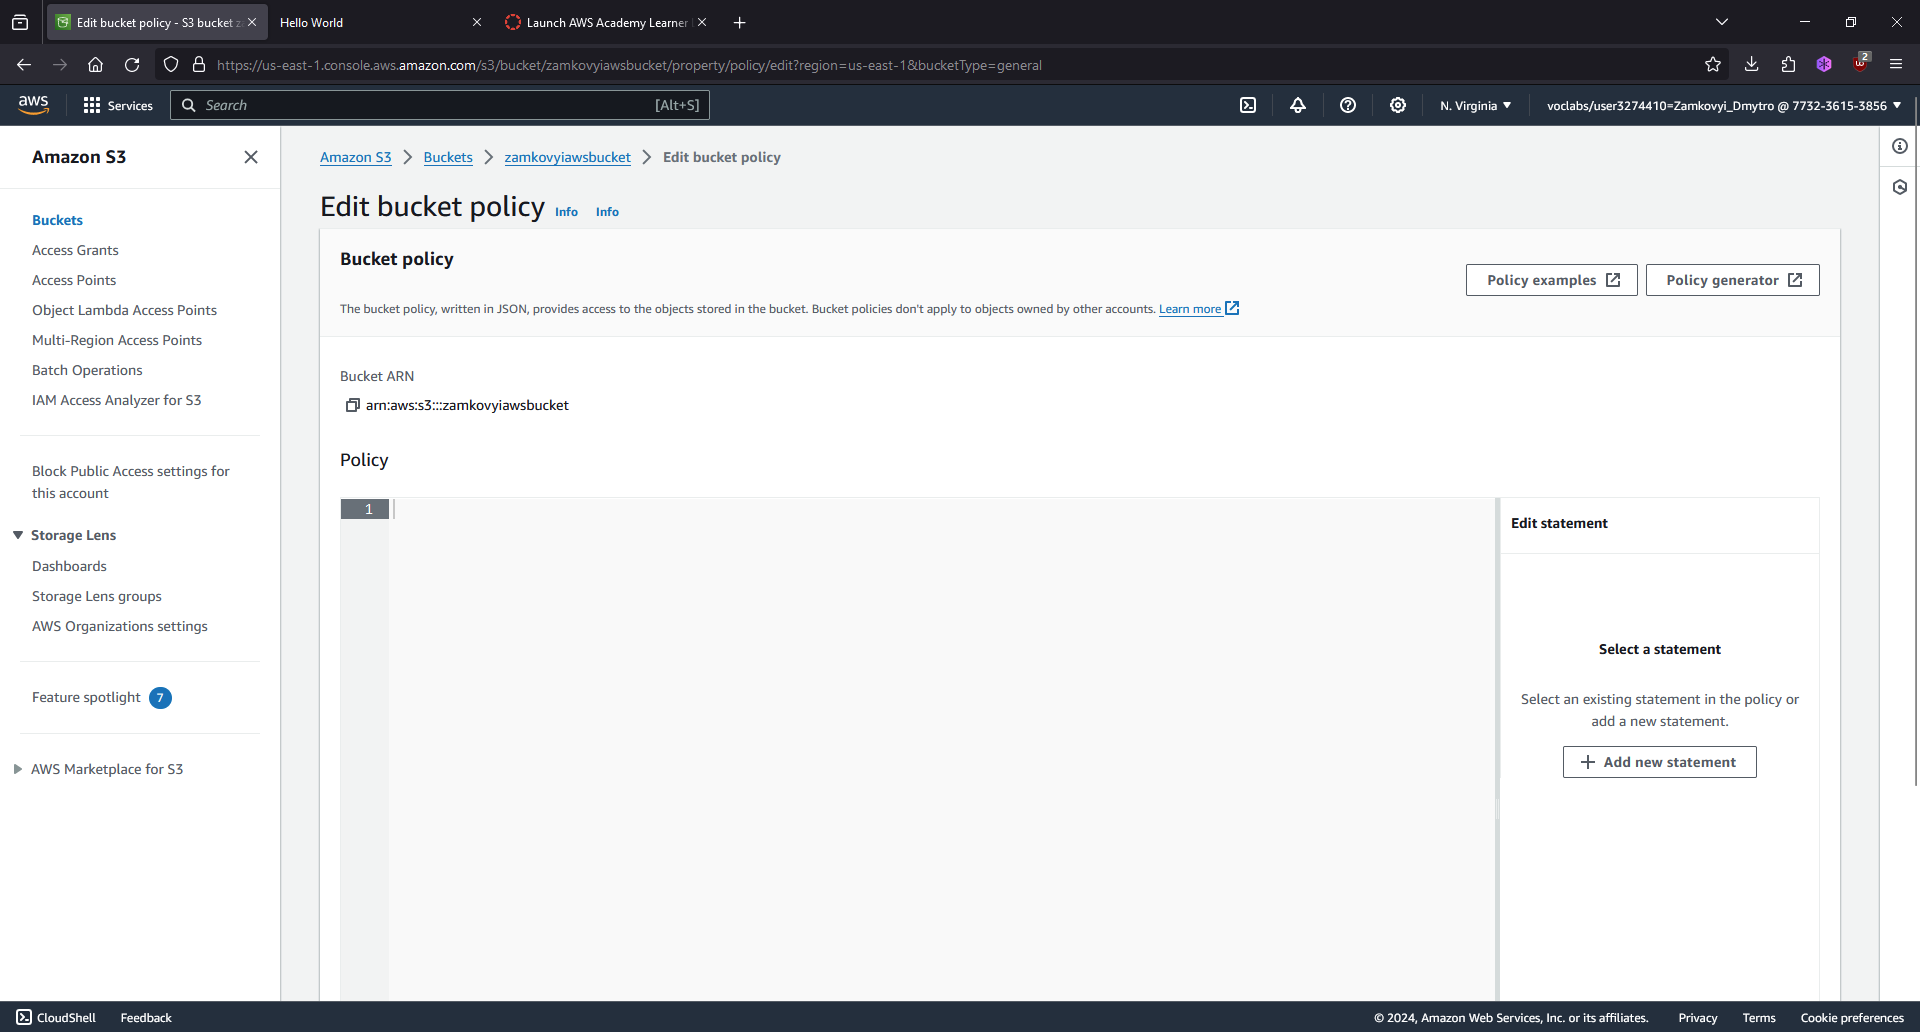 Edit bucket policy - S3 bucket z
Hello World
Launch AWS Academy Learner
https://us-east-1.console.aws.amazon.com/s3/bucket/zamkovyiawsbucket/property/policy/edit?region=us-east-1&bucketType=general
2
aws
Services
Search
[Alt+S]
N. Virginia
voclabs/user3274410=Zamkovyi_Dmytro @ 7732-3615-3856
Amazon S3
Buckets
Access Grants
Access Points
Object Lambda Access Points
Multi-Region Access Points
Batch Operations
IAM Access Analyzer for S3
Block Public Access settings for
this account
Storage Lens
Dashboards
Storage Lens groups
AWS Organizations settings
Feature spotlight 7
AWS Marketplace for S3
Amazon S3 > Buckets > zamkovyiawsbucket > Edit bucket policy
Edit bucket policy Info Info
Bucket policy
Policy examples
Policy generator
The bucket policy, written in JSON, provides access to the objects stored in the bucket. Bucket policies don't apply to objects owned by other accounts. Learn more
Bucket ARN
arn:aws:s3:::zamkovyiawsbucket
Policy
1
Edit statement
Select a statement
Select an existing statement in the policy or
add a new statement.
Add new statement
CloudShell
Feedback
© 2024, Amazon Web Services, Inc. or its affiliates.
Privacy
Terms
Cookie preferences